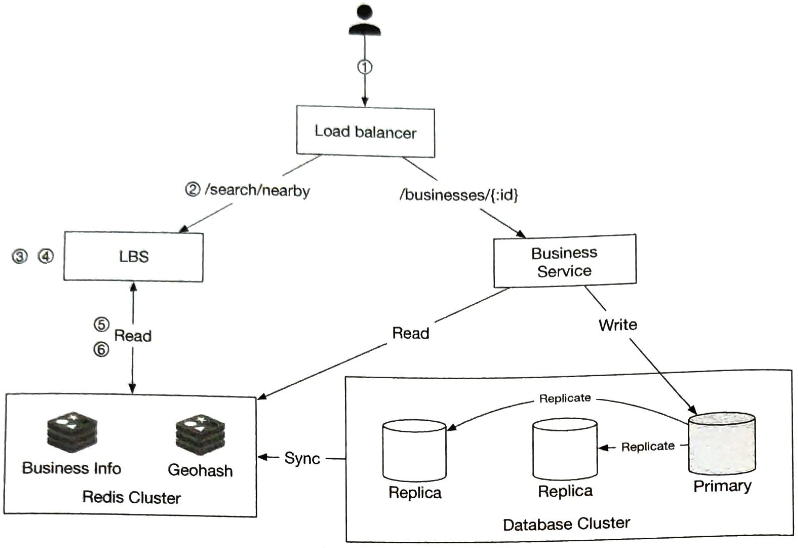 ①
Load balancer
② /search/nearby
/businesses/{:id}
③ ④
LBS
Business
Service
⑤
Read
⑥
Read
Write
Replicate
Replicate
Business Info
Geohash
Redis Cluster
Sync
Replica
Replica
Primary
Database Cluster